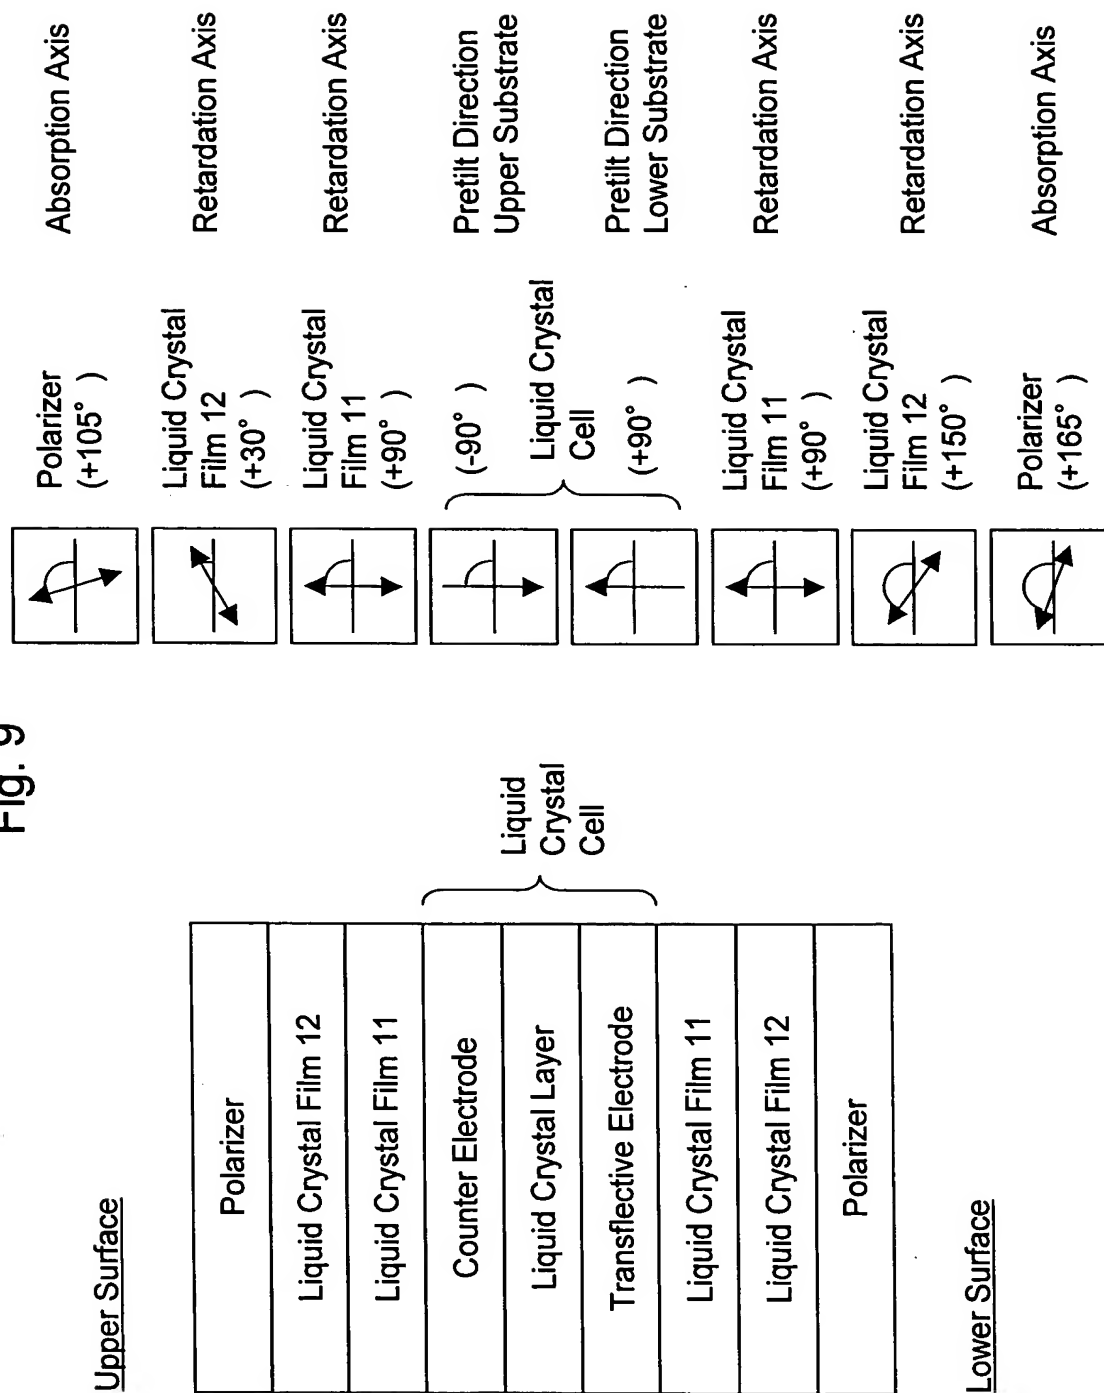 Fig. 9
Upper Surface
Polarizer
Liquid Crystal Film 12
Liquid Crystal Film 11
Counter Electrode
Liquid Crystal Layer
Transflective Electrode
Liquid Crystal Film 11
Liquid Crystal Film 12
Polarizer
Liquid
Crystal
Cell
Lower Surface
Polarizer
(+105° )
Absorption Axis
Liquid Crystal
Film 12
(+30° )
Retardation Axis
Liquid Crystal
Film 11
(+90° )
Retardation Axis
(-90° )
Pretilt Direction
Upper Substrate
Liquid Crystal
Cell
(+90° )
Pretilt Direction
Lower Substrate
Liquid Crystal
Film 11
(+90° )
Retardation Axis
Liquid Crystal
Film 12
(+150° )
Retardation Axis
Polarizer
(+165° )
Absorption Axis